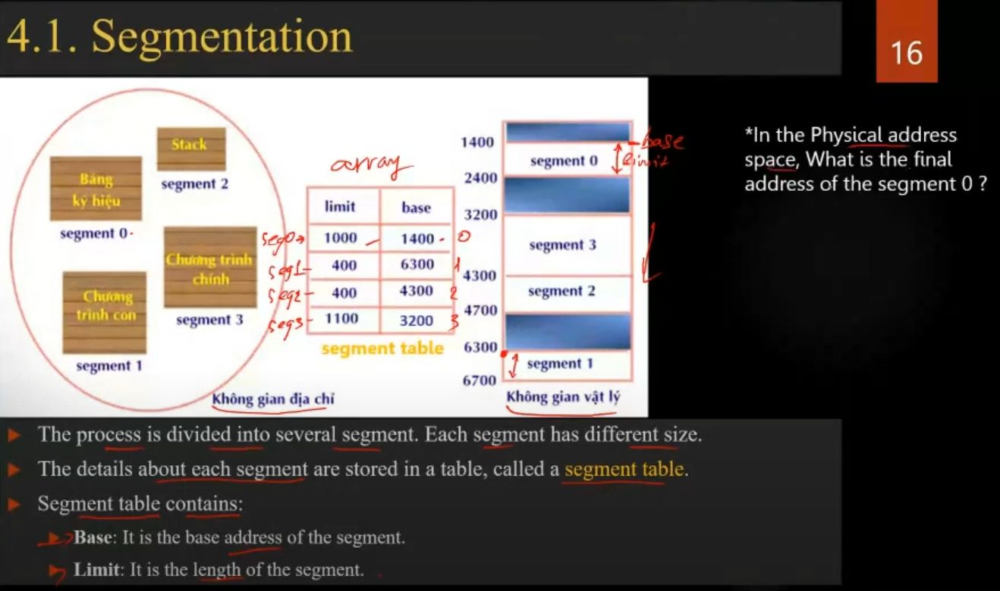 4.1. Segmentation
16
*In the Physical address
space, What is the final
address of the segment 0 ?
Stack
segment 2
Bảng
ký hiệu
segment 0
Chương trình
chính
segment 3
Chương
trình con
segment 1
Không gian địa chỉ
array
limit base
seg0 1000 1400 0
seg1 400 6300 1
seg2 400 4300 2
seg3 1100 3200 3
segment table
1400
base
segment 0
limit
2400
3200
segment 3
4300
segment 2
4700
6300
segment 1
6700
Không gian vật lý
The process is divided into several segment. Each segment has different size.
The details about each segment are stored in a table, called a segment table.
Segment table contains:
Base: It is the base address of the segment.
Limit: It is the length of the segment.